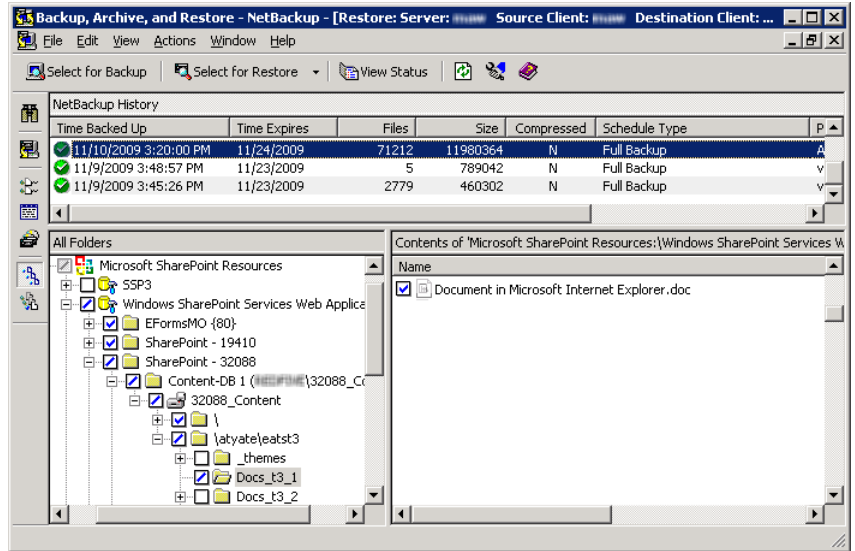 Backup, Archive, and Restore - NetBackup - [Restore: Server: Source Client: Destination Client: ...
File Edit View Actions Window Help
Select for Backup Select for Restore View Status
NetBackup History
Time Backed Up Time Expires Files Size Compressed Schedule Type P
11/10/2009 3:20:00 PM 11/24/2009 71212 11980364 N Full Backup A
11/9/2009 3:48:57 PM 11/23/2009 5 789042 N Full Backup v
11/9/2009 3:45:26 PM 11/23/2009 2779 460302 N Full Backup v
All Folders
Microsoft SharePoint Resources
SSP3
Windows SharePoint Services Web Applica
EFormsMO {80}
SharePoint - 19410
SharePoint - 32088
Content-DB 1 ( \32088_Co
32088_Content
\
\atyate\eatst3
_themes
Docs_t3_1
Docs_t3_2
Contents of 'Microsoft SharePoint Resources:\Windows SharePoint Services W
Name
Document in Microsoft Internet Explorer.doc